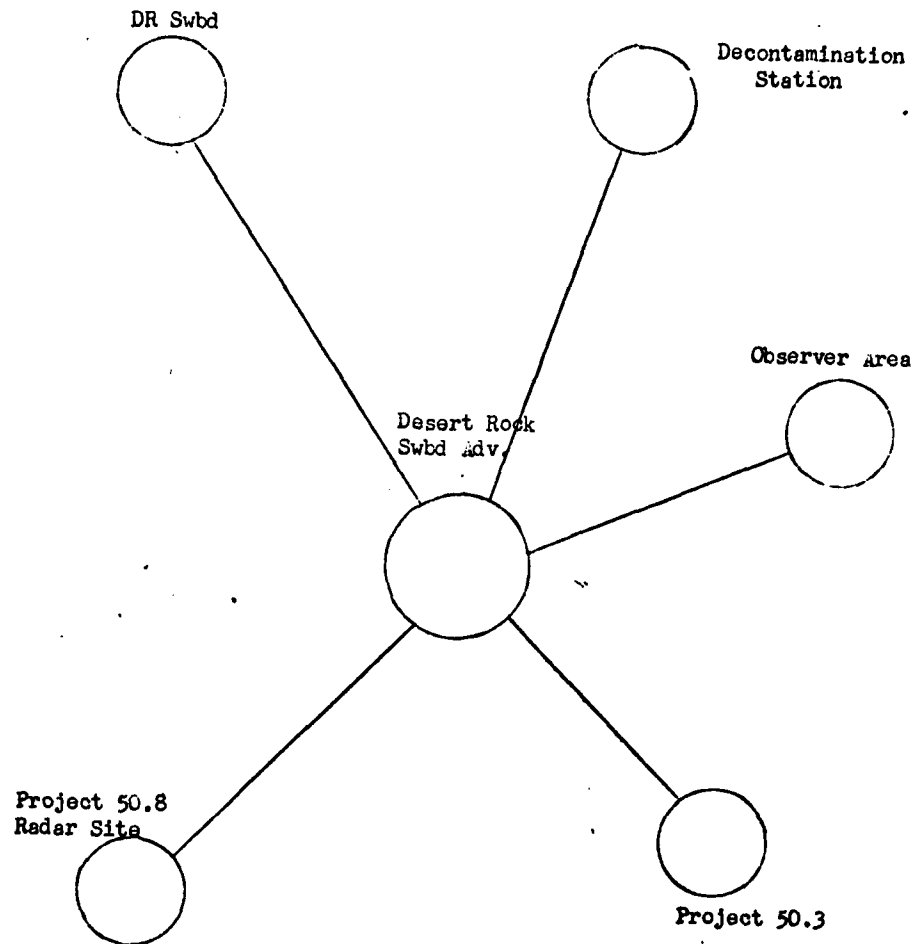 DR Swbd
Decontamination
Station
Observer Area
Desert Rock
Swbd Adv.
Project 50.8
Radar Site
Project 50.3